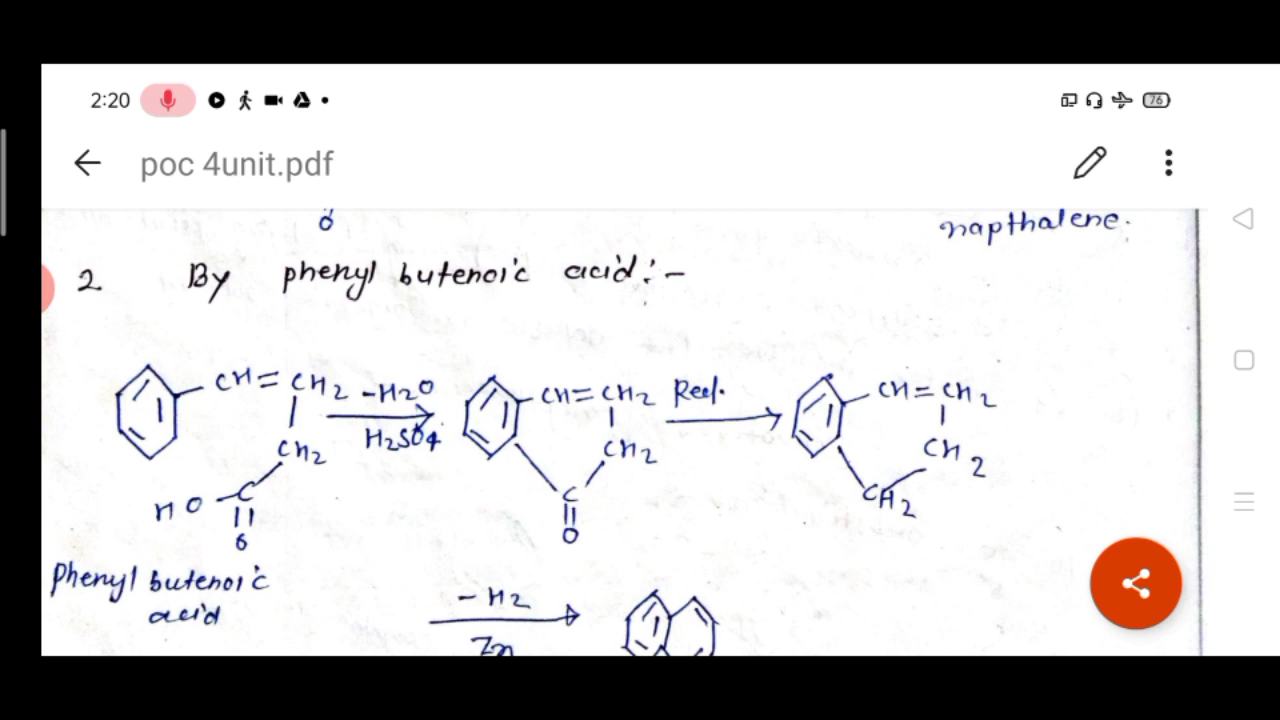 2:20
76
poc 4unit.pdf
napthalene.
2. By phenyl butenoic acid:-
CH=CH2 -H2O CH=CH2 Red. CH=CH2
H2SO4
CH2 CH2 CH2
HO C C CH2
O O
Phenyl butenoic
acid
-H2
Zn